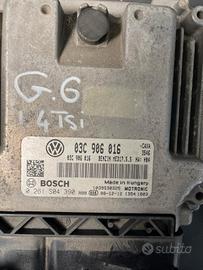 G.6
1.4 TSi
03C 906 016
03C 906 016 BENZIN MED17.5.5
BOSCH
Made in Hungary
MOTRONIC
0 261 S04 390
Subito